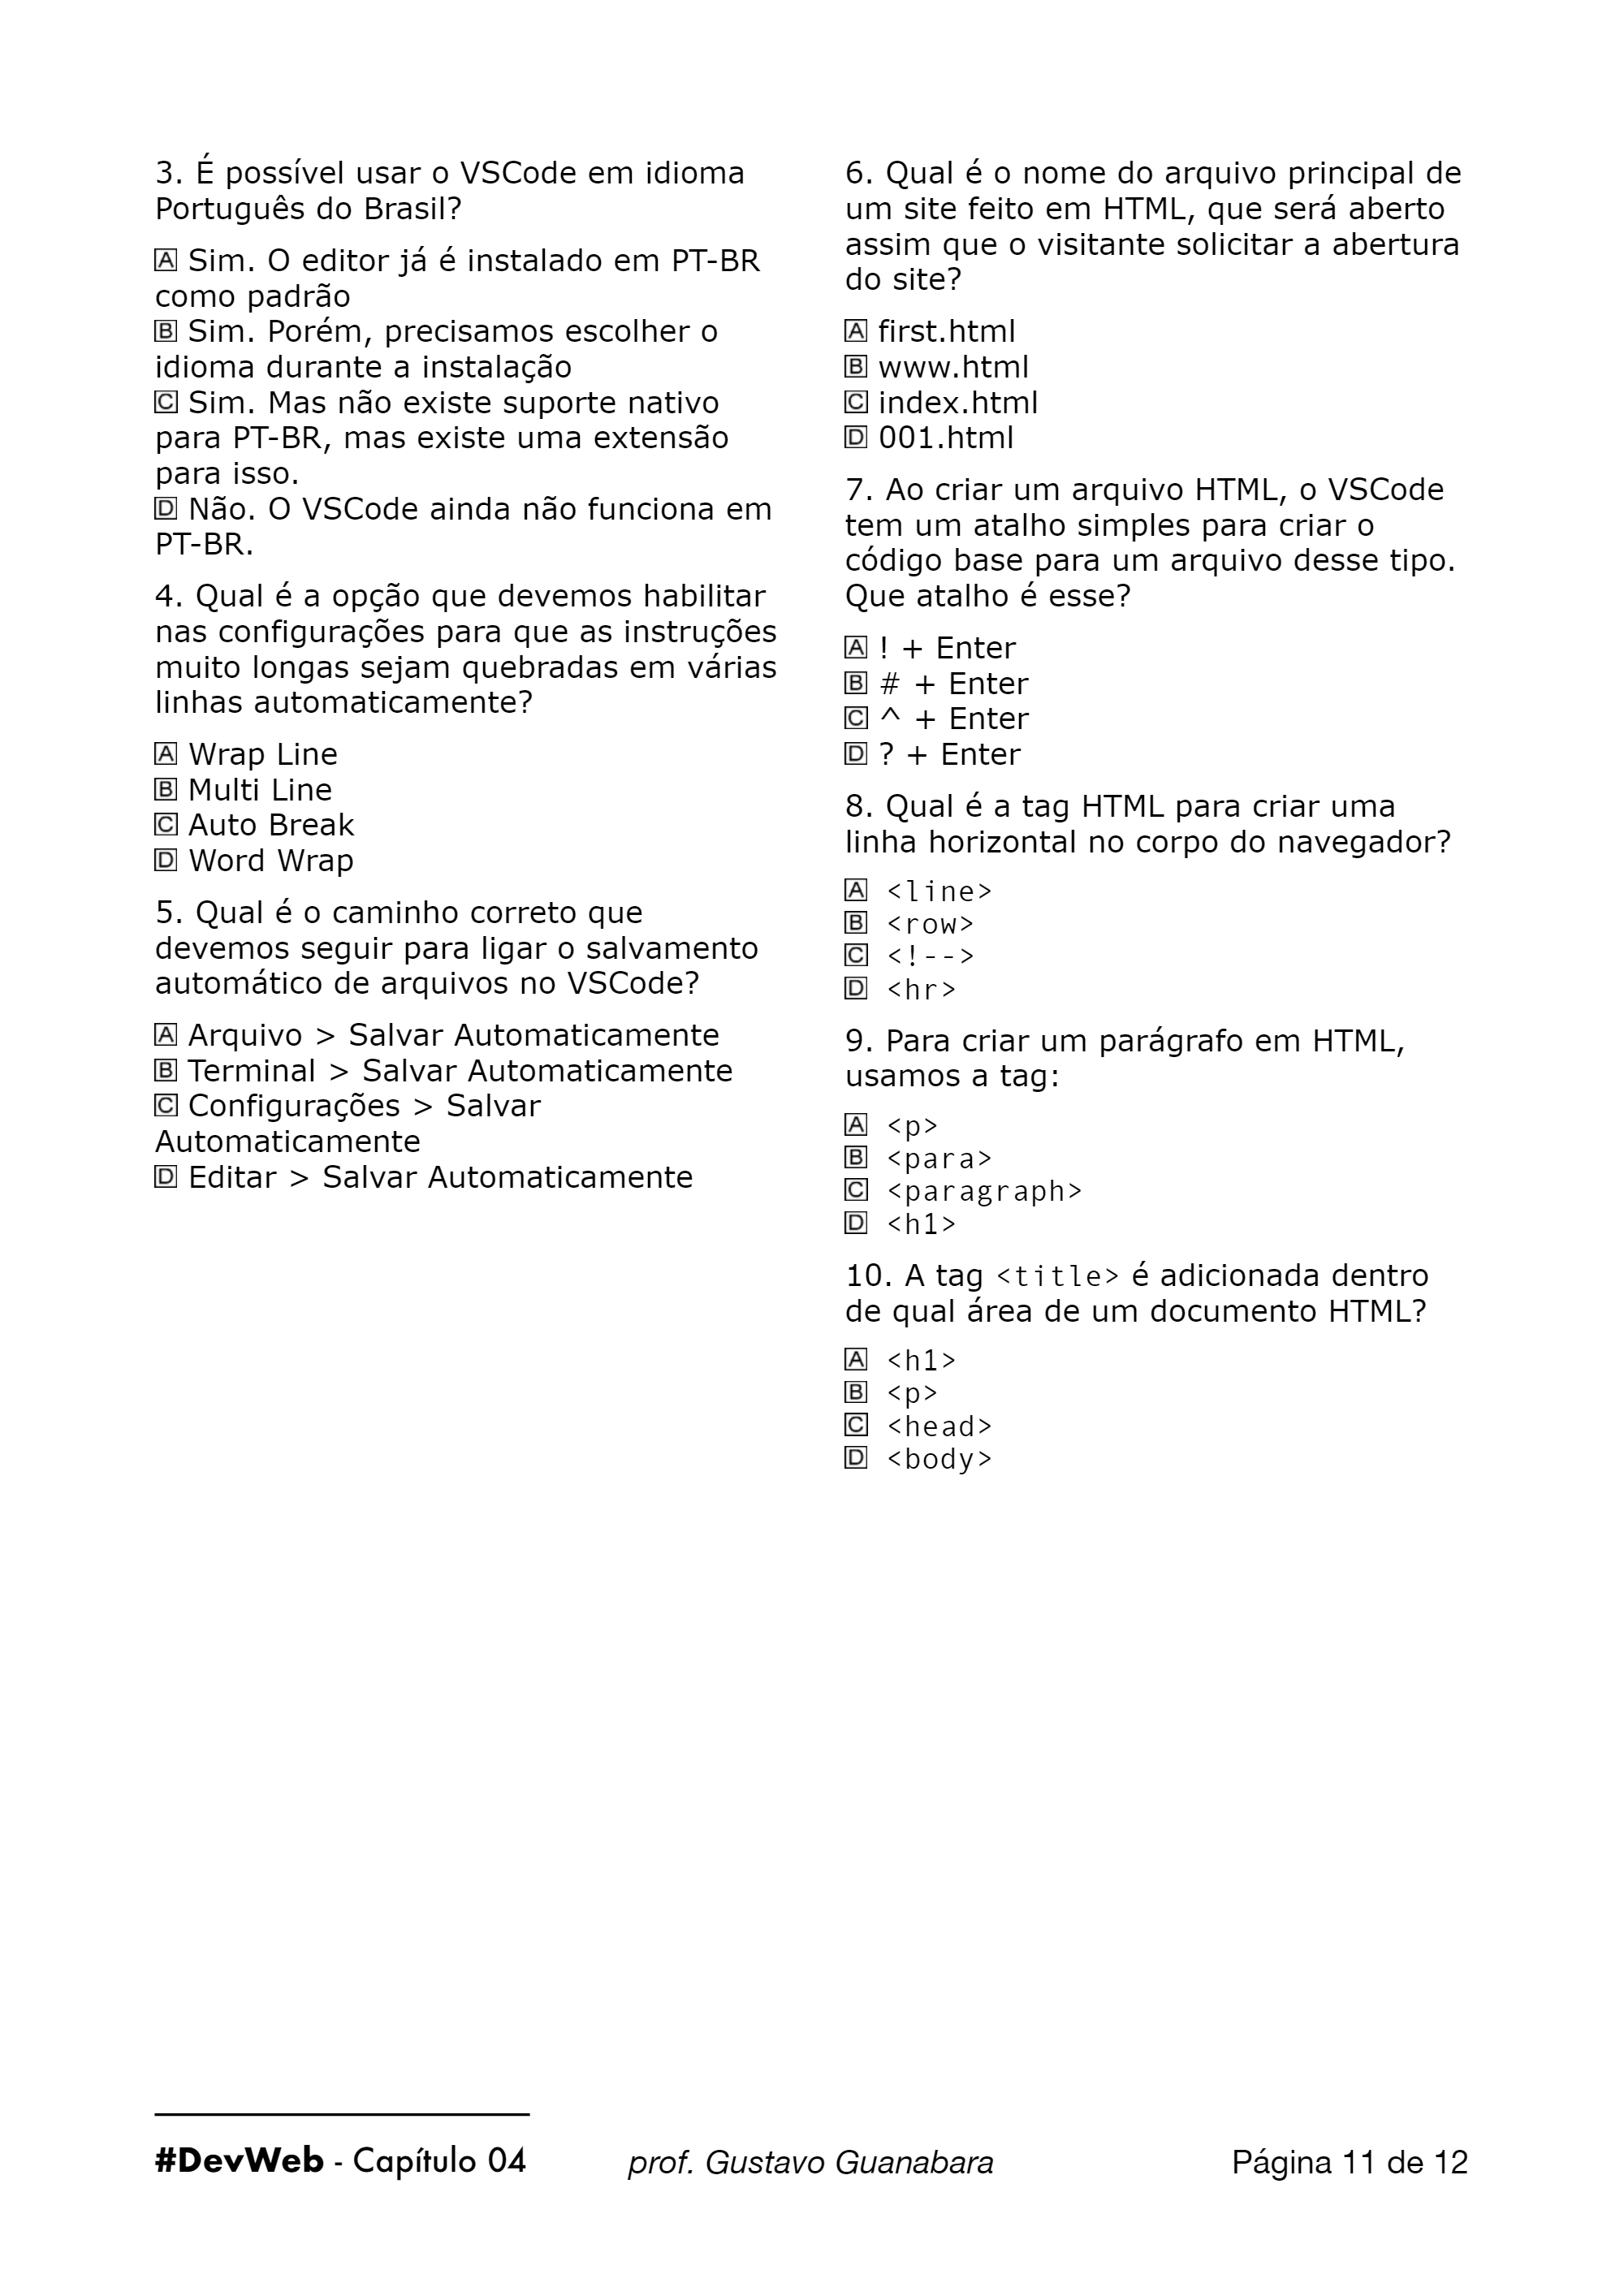 3. É possível usar o VSCode em idioma
Português do Brasil?
A Sim. O editor já é instalado em PT-BR
como padrão
B Sim. Porém, precisamos escolher o
idioma durante a instalação
C Sim. Mas não existe suporte nativo
para PT-BR, mas existe uma extensão
para isso.
D Não. O VSCode ainda não funciona em
PT-BR.
4. Qual é a opção que devemos habilitar
nas configurações para que as instruções
muito longas sejam quebradas em várias
linhas automaticamente?
A Wrap Line
B Multi Line
C Auto Break
D Word Wrap
5. Qual é o caminho correto que
devemos seguir para ligar o salvamento
automático de arquivos no VSCode?
A Arquivo > Salvar Automaticamente
B Terminal > Salvar Automaticamente
C Configurações > Salvar
Automaticamente
D Editar > Salvar Automaticamente
6. Qual é o nome do arquivo principal de
um site feito em HTML, que será aberto
assim que o visitante solicitar a abertura
do site?
A first.html
B www.html
C index.html
D 001.html
7. Ao criar um arquivo HTML, o VSCode
tem um atalho simples para criar o
código base para um arquivo desse tipo.
Que atalho é esse?
A ! + Enter
B # + Enter
C ^ + Enter
D ? + Enter
8. Qual é a tag HTML para criar uma
linha horizontal no corpo do navegador?
A <line>
B <row>
C <!-->
D <hr>
9. Para criar um parágrafo em HTML,
usamos a tag:
A <p>
B <para>
C <paragraph>
D <h1>
10. A tag <title> é adicionada dentro
de qual área de um documento HTML?
A <h1>
B <p>
C <head>
D <body>
#DevWeb - Capítulo 04 prof. Gustavo Guanabara Página 11 de 12